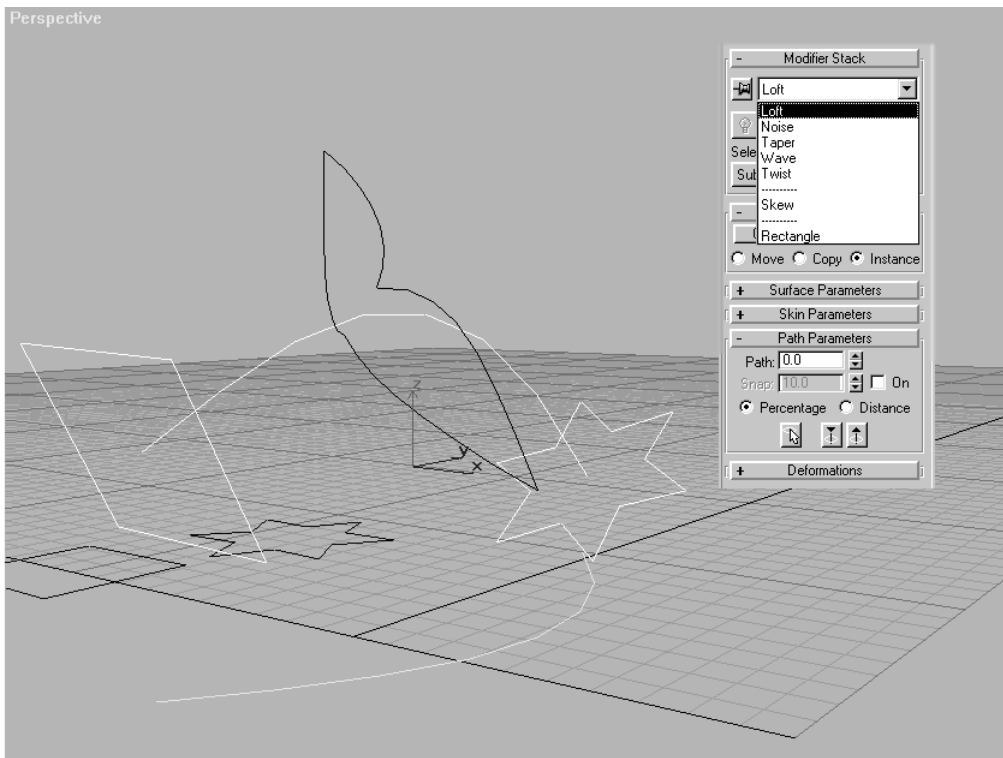 Perspective
- Modifier Stack
Loft
Loft
Noise
Taper
Wave
Twist
----------
Skew
----------
Rectangle
Sele
Sub
-
Move Copy Instance
+ Surface Parameters
+ Skin Parameters
- Path Parameters
Path: 0.0
Snap: 10.0 On
Percentage Distance
+ Deformations
z
y
x